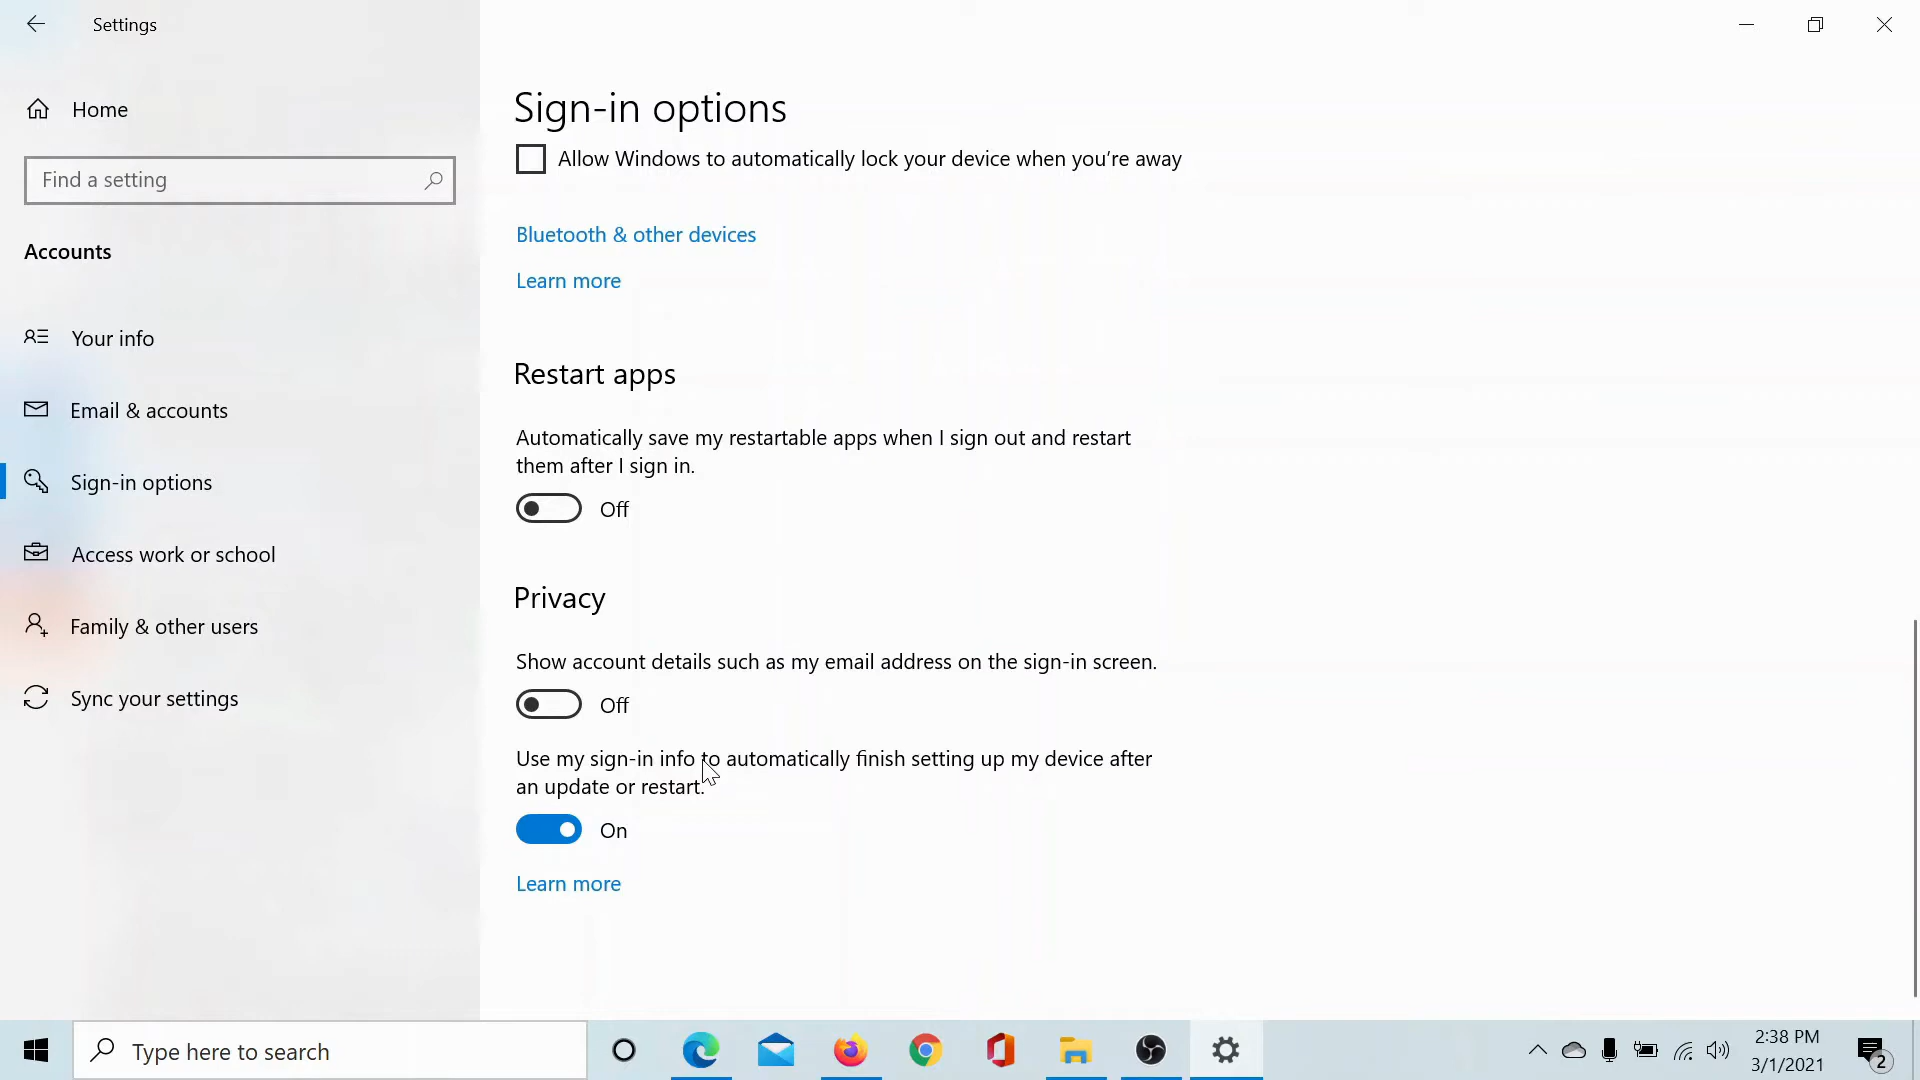 Settings
Home
Find a setting
Accounts
Your info
Email & accounts
Sign-in options
Access work or school
Family & other users
Sync your settings
Sign-in options
Allow Windows to automatically lock your device when you're away
Bluetooth & other devices
Learn more
Restart apps
Automatically save my restartable apps when I sign out and restart
them after I sign in.
Off
Privacy
Show account details such as my email address on the sign-in screen.
Off
Use my sign-in info to automatically finish setting up my device after
an update or restart.
On
Learn more
Type here to search
2:38 PM
3/1/2021
2